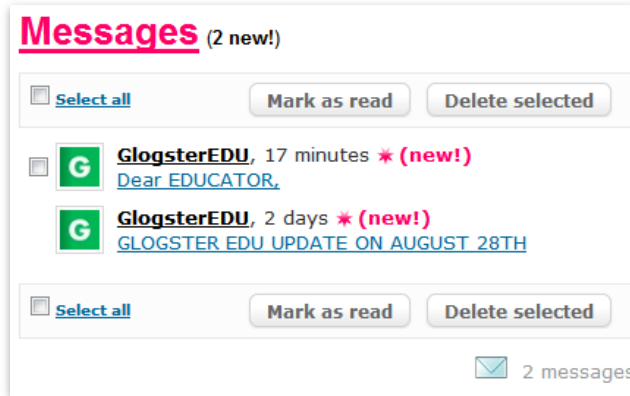 Messages (2 new!)
Select all Mark as read Delete selected
G GlogsterEDU, 17 minutes (new!)
Dear EDUCATOR,
G GlogsterEDU, 2 days (new!)
GLOGSTER EDU UPDATE ON AUGUST 28TH
Select all Mark as read Delete selected
2 messages